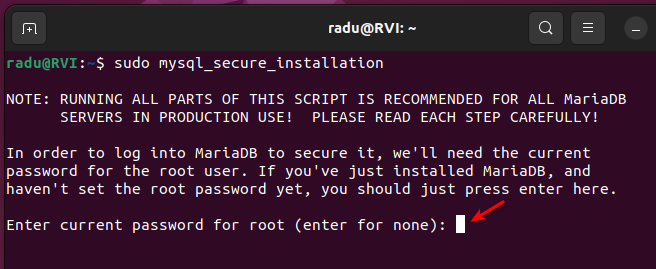 radu@RVI: ~
radu@RVI:~$ sudo mysql_secure_installation
NOTE: RUNNING ALL PARTS OF THIS SCRIPT IS RECOMMENDED FOR ALL MariaDB
SERVERS IN PRODUCTION USE!  PLEASE READ EACH STEP CAREFULLY!
In order to log into MariaDB to secure it, we'll need the current
password for the root user. If you've just installed MariaDB, and
haven't set the root password yet, you should just press enter here.
Enter current password for root (enter for none):